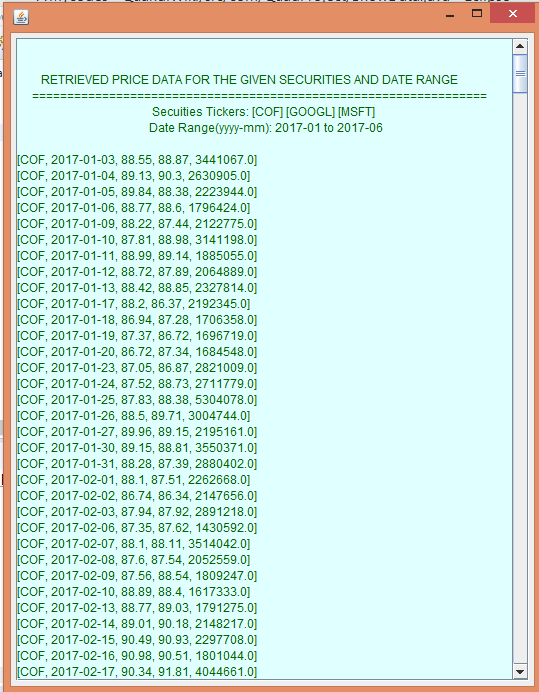 RETRIEVED PRICE DATA FOR THE GIVEN SECURITIES AND DATE RANGE
=================================================================
Secuities Tickers: [COF] [GOOGL] [MSFT]
Date Range(yyyy-mm): 2017-01 to 2017-06
[COF, 2017-01-03, 88.55, 88.87, 3441067.0]
[COF, 2017-01-04, 89.13, 90.3, 2630905.0]
[COF, 2017-01-05, 89.84, 88.38, 2223944.0]
[COF, 2017-01-06, 88.77, 88.6, 1796424.0]
[COF, 2017-01-09, 88.22, 87.44, 2122775.0]
[COF, 2017-01-10, 87.81, 88.98, 3141198.0]
[COF, 2017-01-11, 88.99, 89.14, 1885055.0]
[COF, 2017-01-12, 88.72, 87.89, 2064889.0]
[COF, 2017-01-13, 88.42, 88.85, 2327814.0]
[COF, 2017-01-17, 88.2, 86.37, 2192345.0]
[COF, 2017-01-18, 86.94, 87.28, 1706358.0]
[COF, 2017-01-19, 87.37, 86.72, 1696719.0]
[COF, 2017-01-20, 86.72, 87.34, 1684548.0]
[COF, 2017-01-23, 87.05, 86.87, 2821009.0]
[COF, 2017-01-24, 87.52, 88.73, 2711779.0]
[COF, 2017-01-25, 87.83, 88.38, 5304078.0]
[COF, 2017-01-26, 88.5, 89.71, 3004744.0]
[COF, 2017-01-27, 89.96, 89.15, 2195161.0]
[COF, 2017-01-30, 89.15, 88.81, 3550371.0]
[COF, 2017-01-31, 88.28, 87.39, 2880402.0]
[COF, 2017-02-01, 88.1, 87.51, 2262668.0]
[COF, 2017-02-02, 86.74, 86.34, 2147656.0]
[COF, 2017-02-03, 87.94, 87.92, 2891218.0]
[COF, 2017-02-06, 87.35, 87.62, 1430592.0]
[COF, 2017-02-07, 88.1, 88.11, 3514042.0]
[COF, 2017-02-08, 87.6, 87.54, 2052559.0]
[COF, 2017-02-09, 87.56, 88.54, 1809247.0]
[COF, 2017-02-10, 88.89, 88.4, 1617333.0]
[COF, 2017-02-13, 88.77, 89.03, 1791275.0]
[COF, 2017-02-14, 89.01, 90.18, 2148217.0]
[COF, 2017-02-15, 90.49, 90.93, 2297708.0]
[COF, 2017-02-16, 90.98, 90.51, 1801044.0]
[COF, 2017-02-17, 90.34, 91.81, 4044661.0]